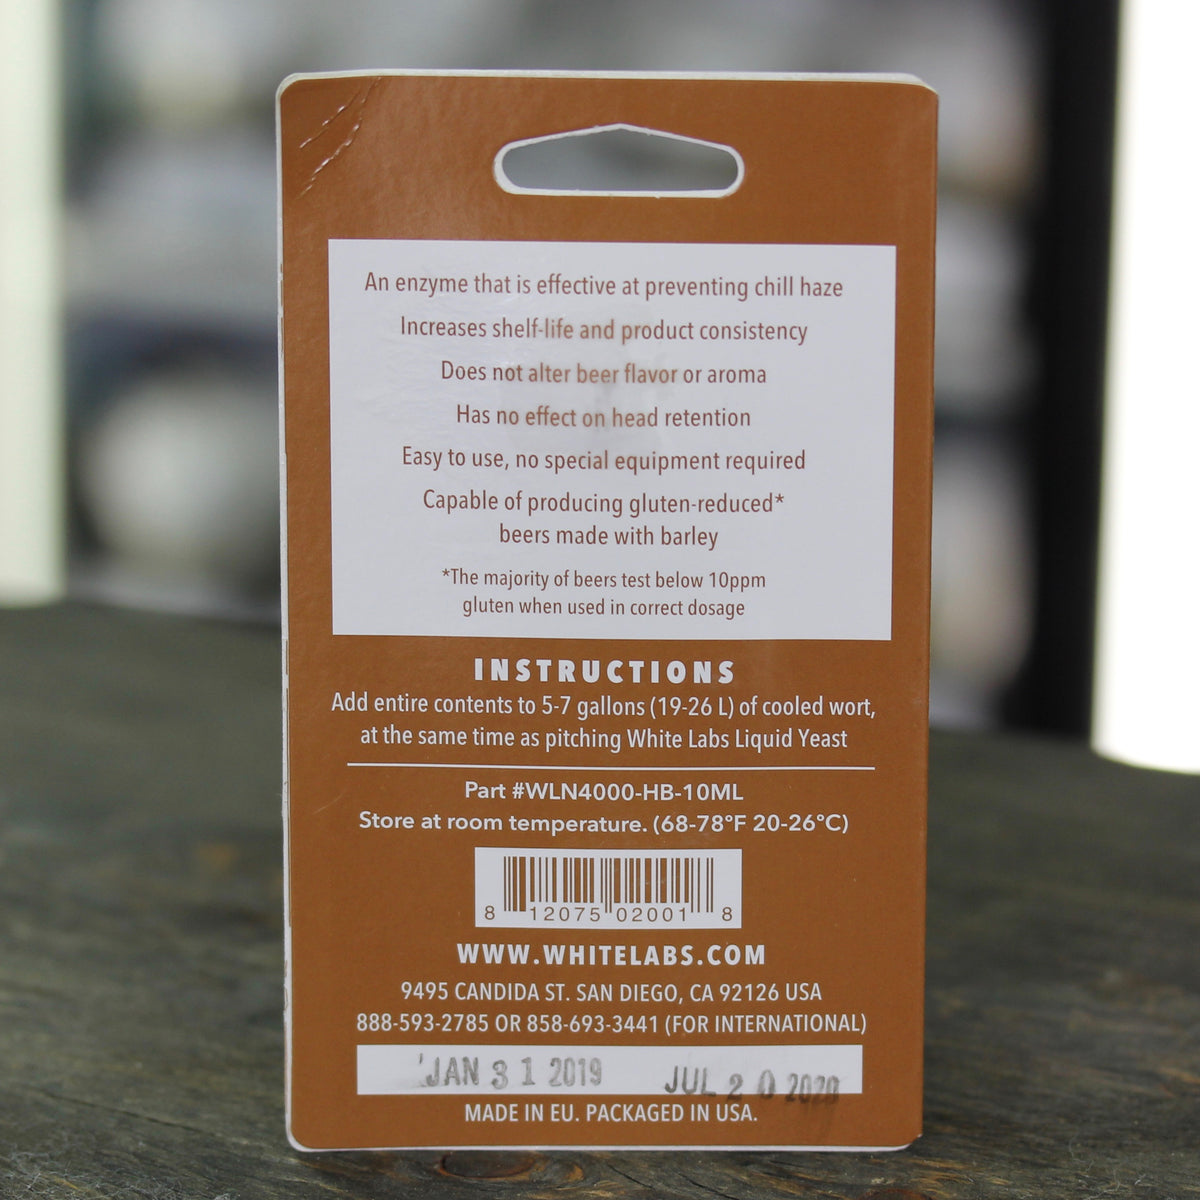 An enzyme that is effective at preventing chill haze
Increases shelf-life and product consistency
Does not alter beer flavor or aroma
Has no effect on head retention
Easy to use, no special equipment required
Capable of producing gluten-reduced*
beers made with barley
*The majority of beers test below 10ppm
gluten when used in correct dosage
INSTRUCTIONS
Add entire contents to 5-7 gallons (19-26 L) of cooled wort,
at the same time as pitching White Labs Liquid Yeast
Part #WLN4000-HB-10ML
Store at room temperature. (68-78°F 20-26°C)
8 12075 02001 8
WWW.WHITELABS.COM
9495 CANDIDA ST. SAN DIEGO, CA 92126 USA
888-593-2785 OR 858-693-3441 (FOR INTERNATIONAL)
JAN 31 2019 JUL 20 2020
MADE IN EU. PACKAGED IN USA.